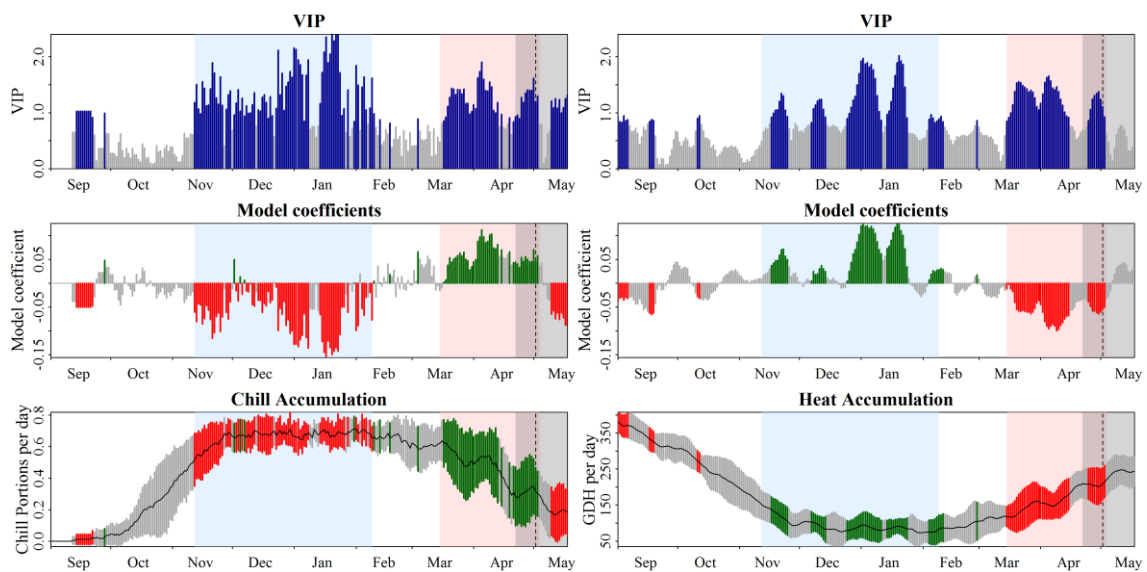 VIP
VIP
2.0
1.0
0.0
Sep Oct Nov Dec Jan Feb Mar Apr May
VIP
VIP
2.0
1.0
0.0
Sep Oct Nov Dec Jan Feb Mar Apr May
Model coefficients
Model coefficient
0.05
-0.05
-0.15
Sep Oct Nov Dec Jan Feb Mar Apr May
Model coefficients
Model coefficient
0.05
-0.05
-0.15
Sep Oct Nov Dec Jan Feb Mar Apr May
Chill Accumulation
Chill Portions per day
0.8
0.6
0.4
0.2
0.0
Sep Oct Nov Dec Jan Feb Mar Apr May
Heat Accumulation
GDH per day
350
250
150
50
Sep Oct Nov Dec Jan Feb Mar Apr May